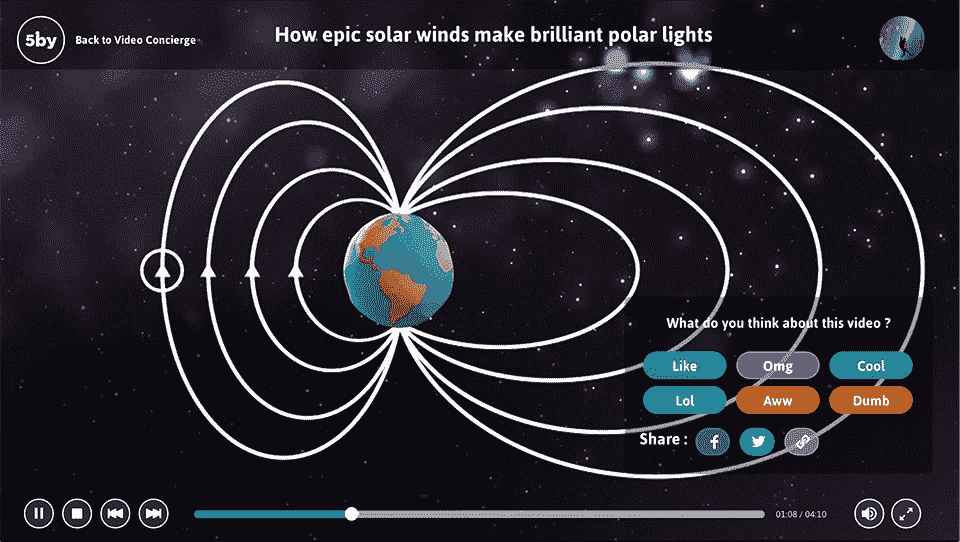 5by
Back to Video Concierge
How epic solar winds make brilliant polar lights
What do you think about this video ?
Like
Omg
Cool
Lol
Aww
Dumb
Share :
01:08 / 04:10